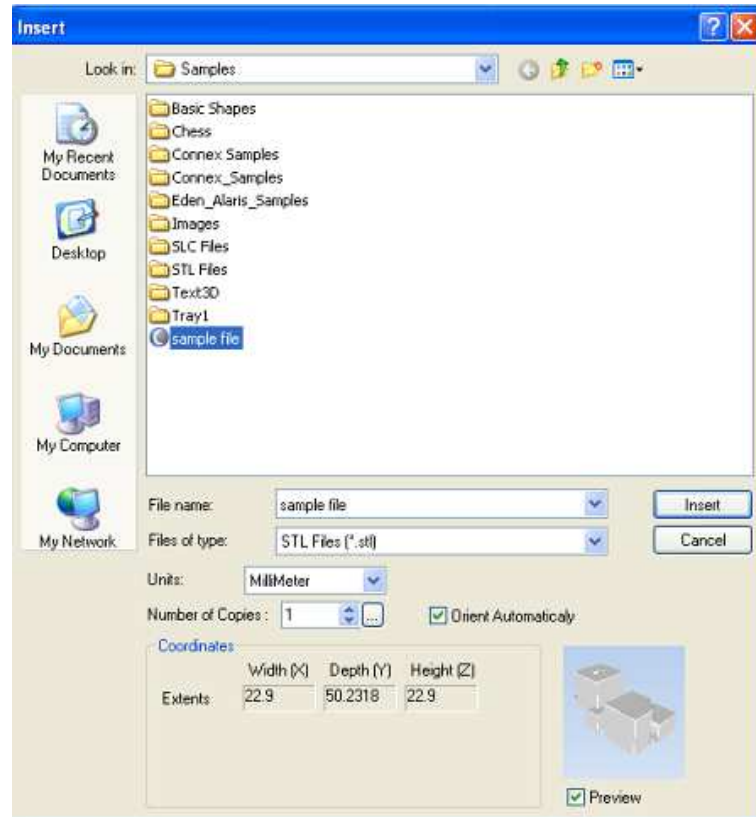 Insert
Look in: Samples
My Recent Documents
Desktop
My Documents
My Computer
My Network
Basic Shapes
Chess
Connex Samples
Connex_Samples
Eden_Alaris_Samples
Images
SLC Files
STL Files
Text3D
Tray1
sample file
File name: sample file Insert
Files of type: STL Files (*.stl) Cancel
Units: MilliMeter
Number of Copies : 1 ... Orient Automaticaly
Coordinates
Width (X) Depth (Y) Height (Z)
Extents 22.9 50.2318 22.9
Preview